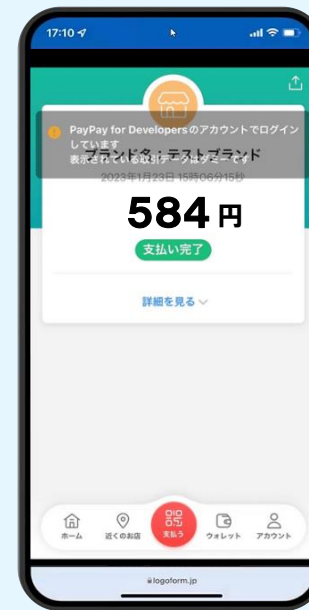 17:10
PayPay for Developersのアカウントでログイン
しています
表示されている取引データはダミーです
ブランド名：テストブランド
2023年1月23日 15時06分15秒
584円
支払い完了
詳細を見る
ホーム
近くのお店
支払う
ウォレット
アカウント
logoform.jp